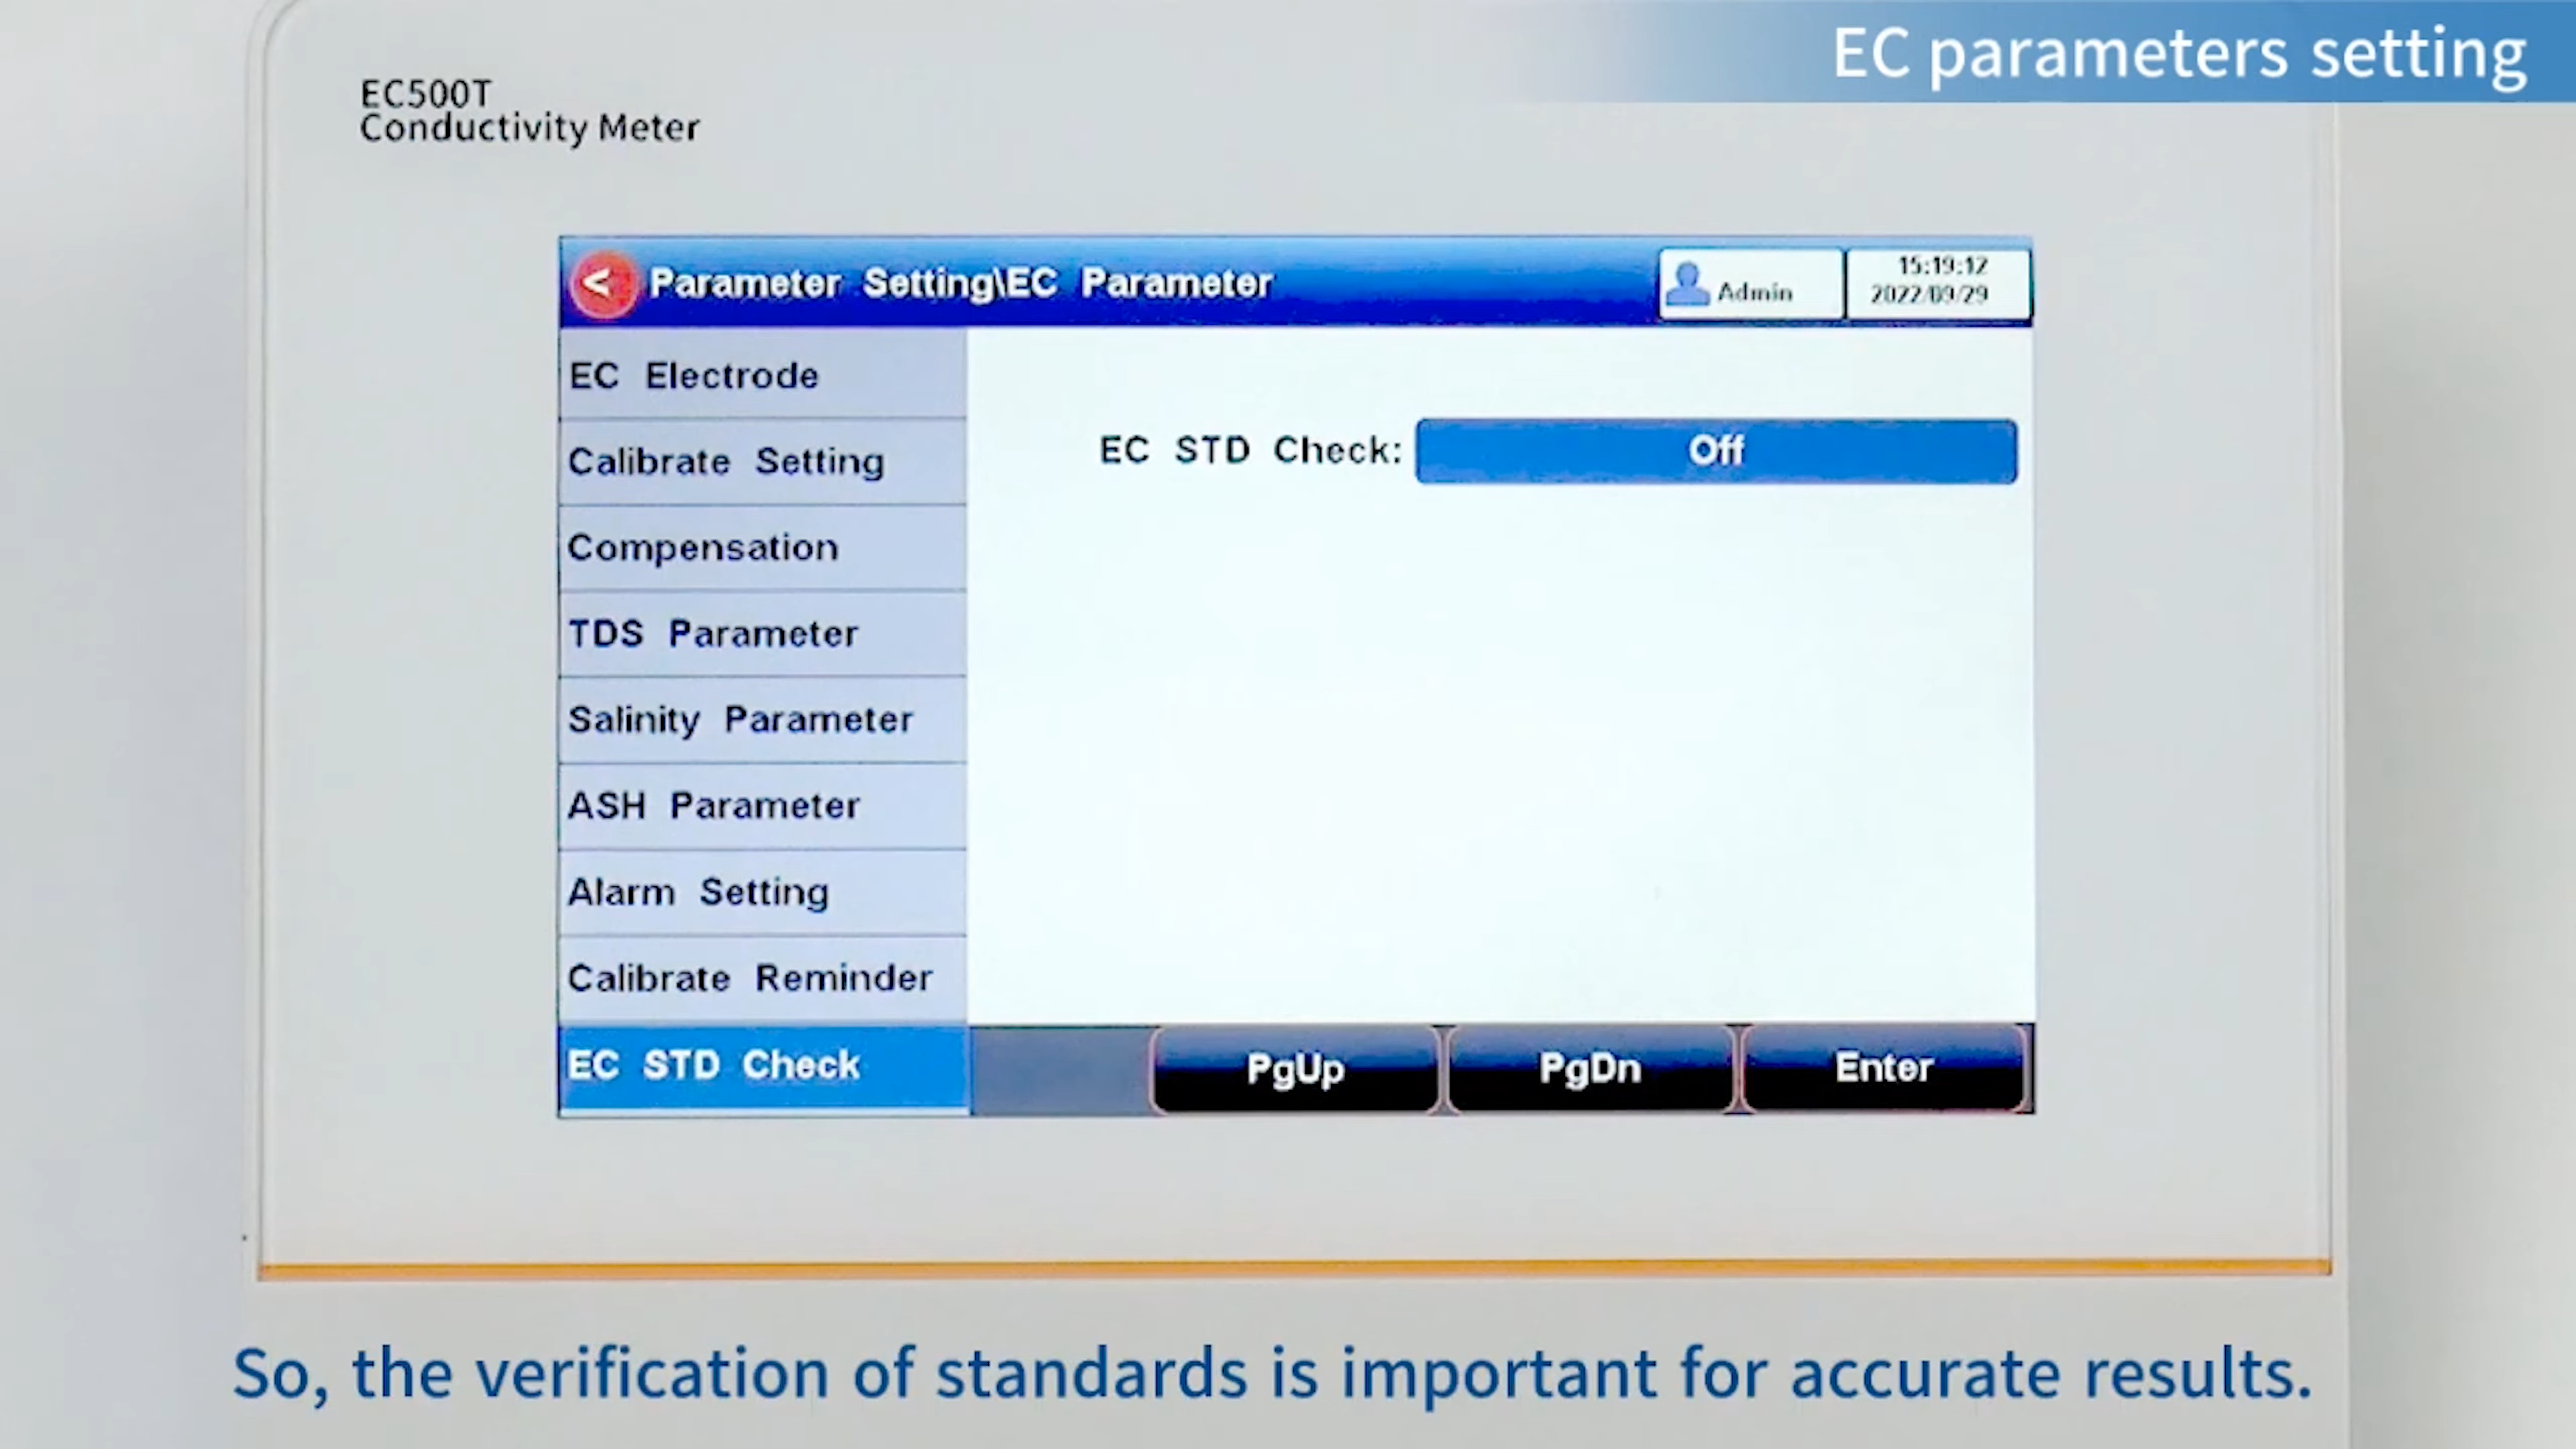 EC parameters setting
EC500T
Conductivity Meter
< Parameter Setting\EC Parameter
Admin
15:19:12
2022/09/29
EC Electrode
Calibrate Setting
Compensation
TDS Parameter
Salinity Parameter
ASH Parameter
Alarm Setting
Calibrate Reminder
EC STD Check
EC STD Check: Off
PgUp PgDn Enter
So, the verification of standards is important for accurate results.